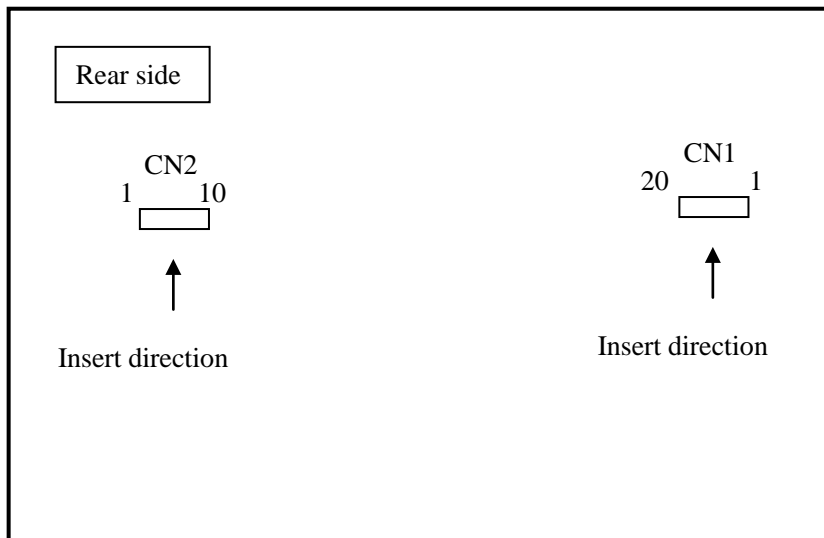 Rear side
CN2
1 10
Insert direction
CN1
20 1
Insert direction